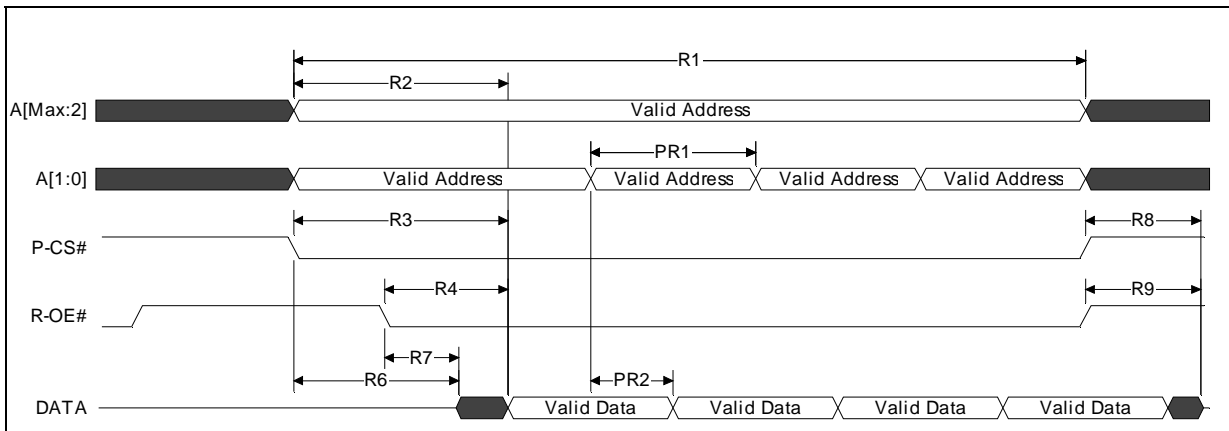 R1
R2
A[Max:2] Valid Address
PR1
A[1:0] Valid Address Valid Address Valid Address Valid Address
R3 R8
P-CS#
R4 R9
R-OE#
R7
R6 PR2
DATA Valid Data Valid Data Valid Data Valid Data